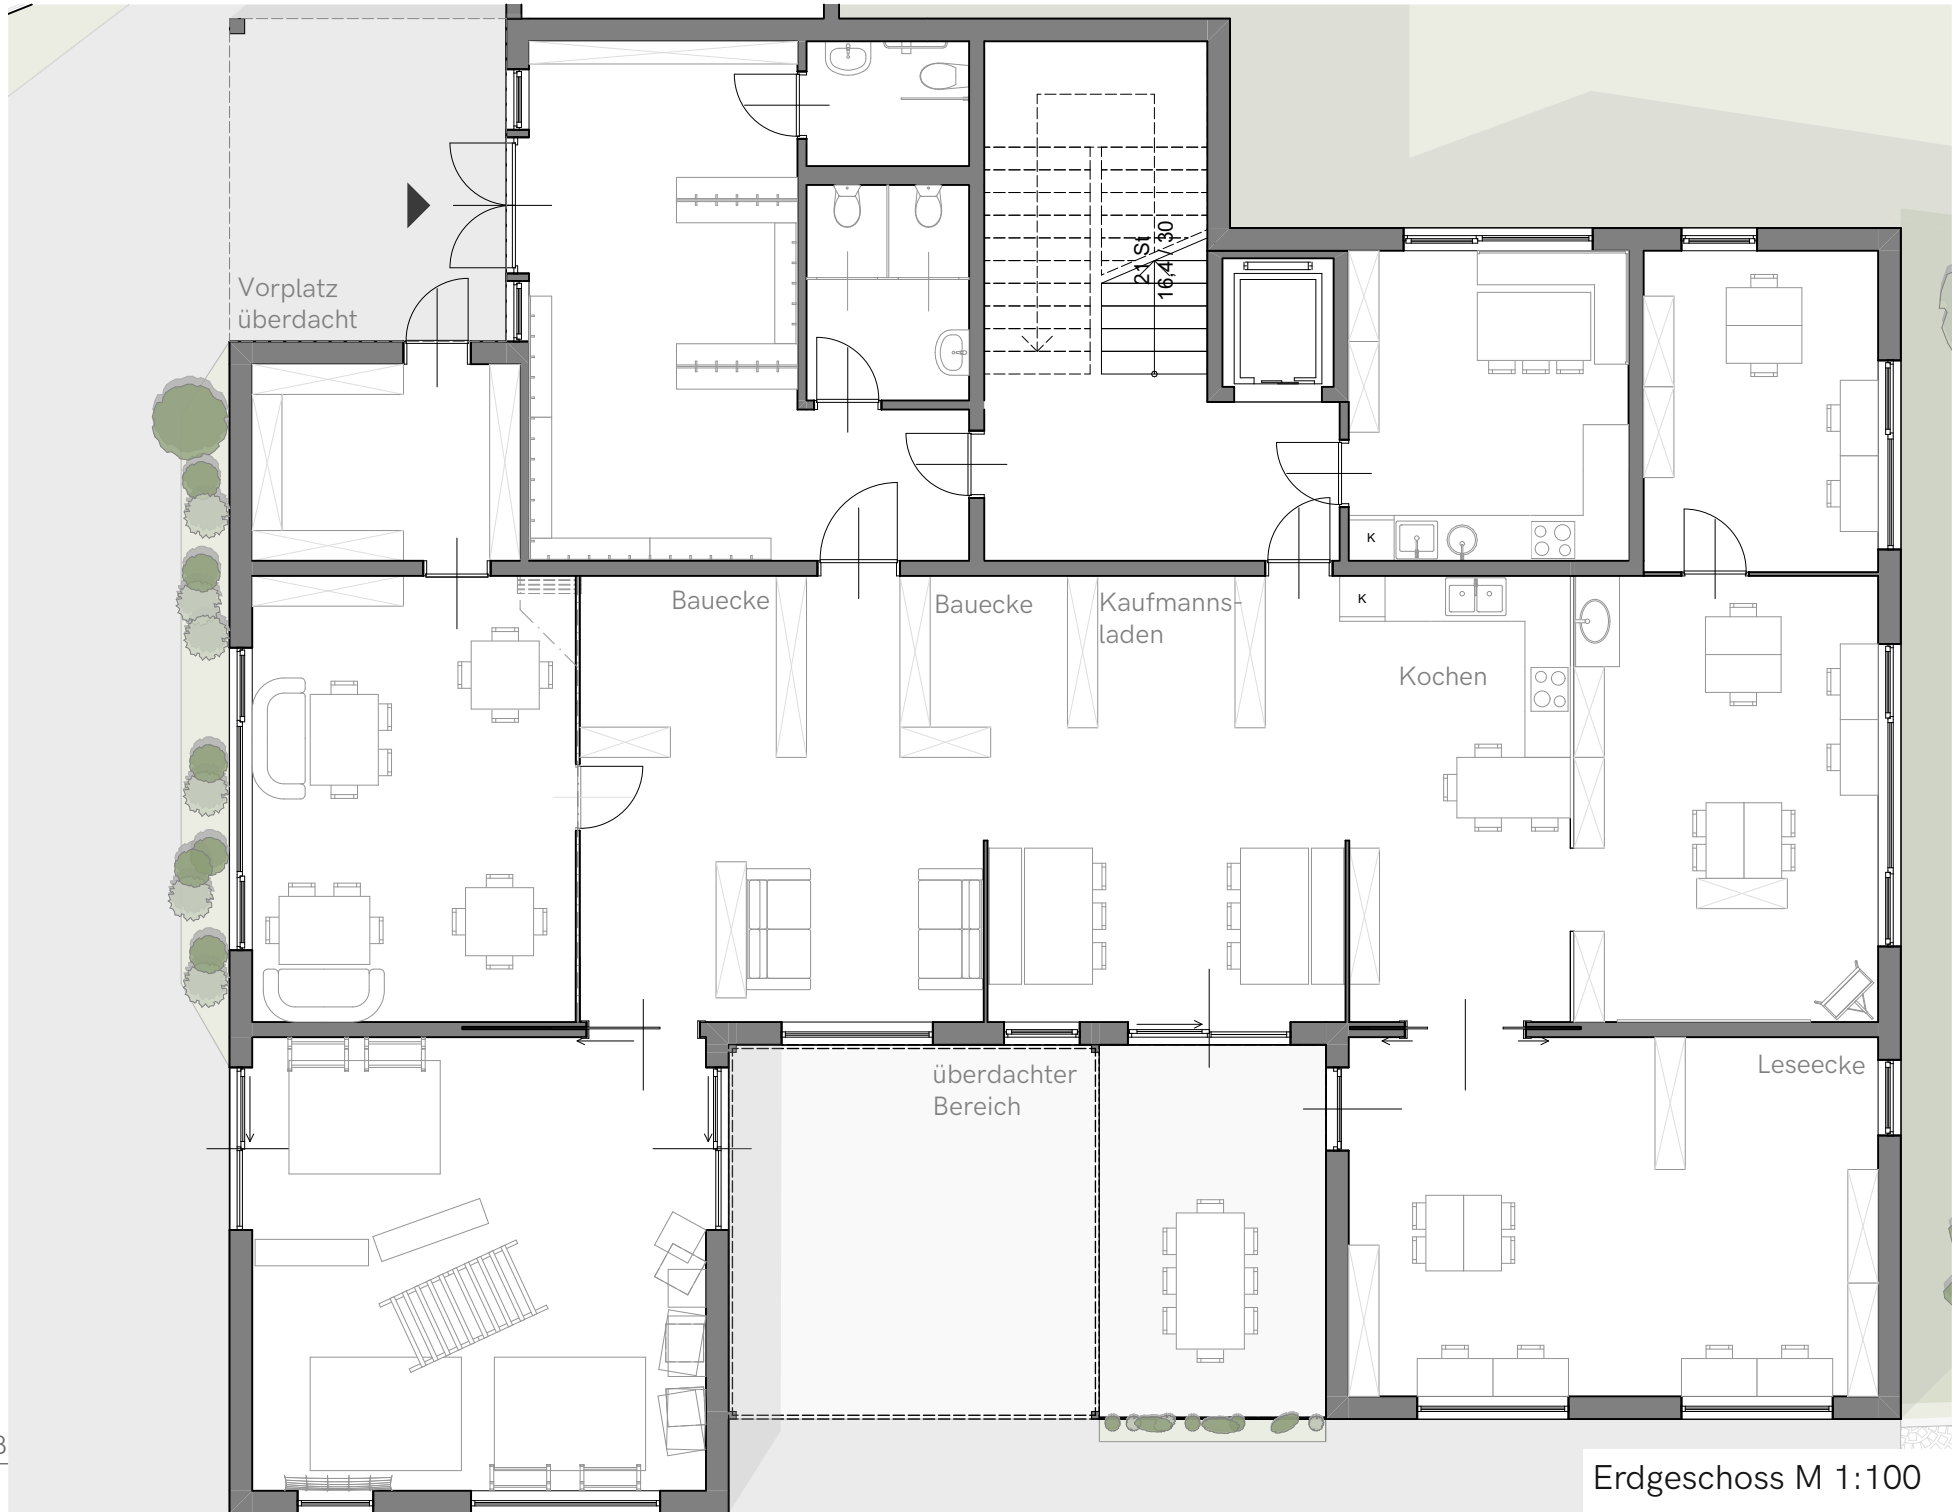 Vorplatz
überdacht
21 St
16,4 / 30
K
K
Bauecke
Bauecke
Kaufmanns-
laden
Kochen
überdachter
Bereich
Leseecke
Erdgeschoss M 1:100